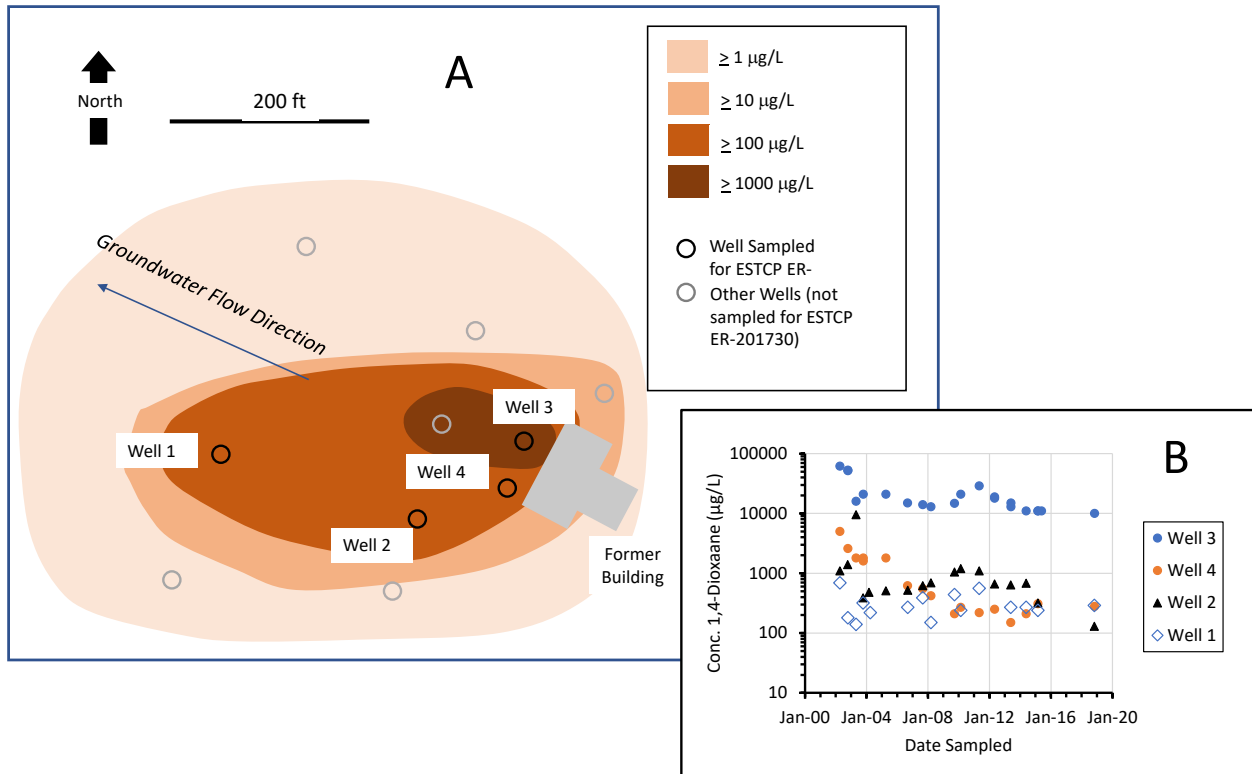 A
North
200 ft
≥ 1 µg/L
≥ 10 µg/L
≥ 100 µg/L
≥ 1000 µg/L
Well Sampled
for ESTCP ER-
Other Wells (not
sampled for ESTCP
ER-201730)
Groundwater Flow Direction
Well 3
Well 1
Well 4
Well 2
Former
Building
B
Conc. 1,4-Dioxaane (µg/L)
100000
10000
1000
100
10
Jan-00 Jan-04 Jan-08 Jan-12 Jan-16 Jan-20
Date Sampled
Well 3
Well 4
Well 2
Well 1